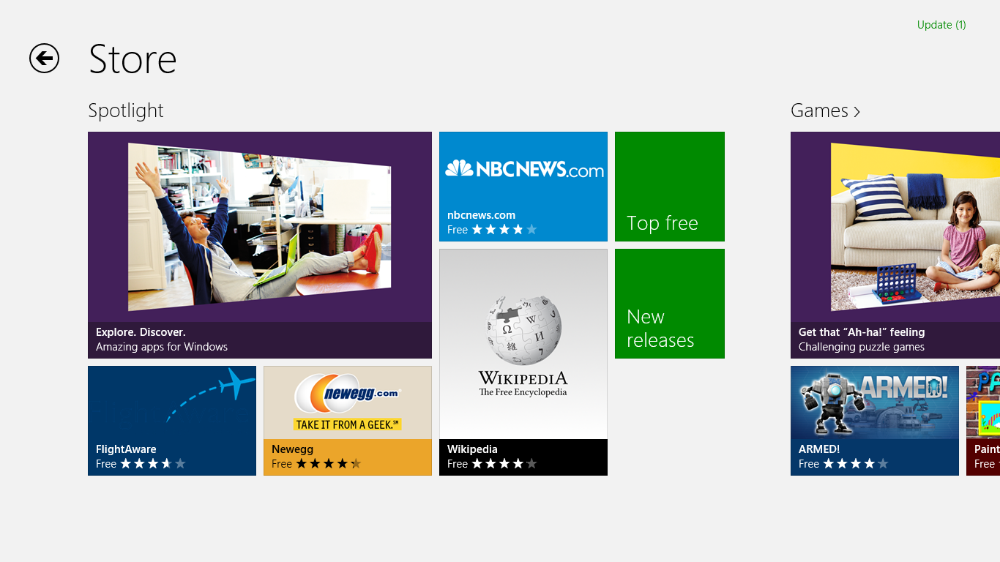 Update (1)
Store
Spotlight
NBCNEWS.com
nbcnews.com
Free
Top free
New
releases
Explore. Discover.
Amazing apps for Windows
FlightAware
Free
newegg.com
TAKE IT FROM A GEEK.℠
Newegg
Free
Ω
W
維
И
WIKIPEDIA
The Free Encyclopedia
Wikipedia
Free
Games >
Get that “Ah-ha!” feeling
Challenging puzzle games
ARMED!
ARMED!
Free
Paint
Free